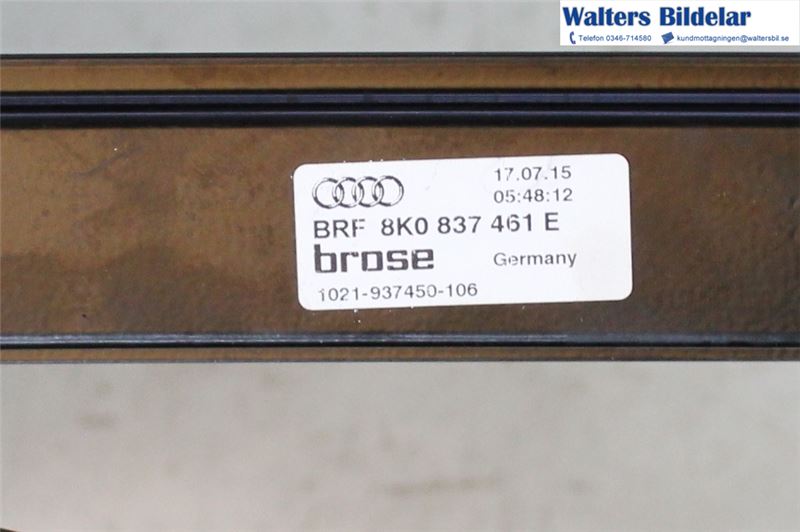 Walters Bildelar
Telefon 0346-714580 kundmottagningen@waltersbil.se
17.07.15
05:48:12
BRF 8K0 837 461 E
brose Germany
1021-937450-106